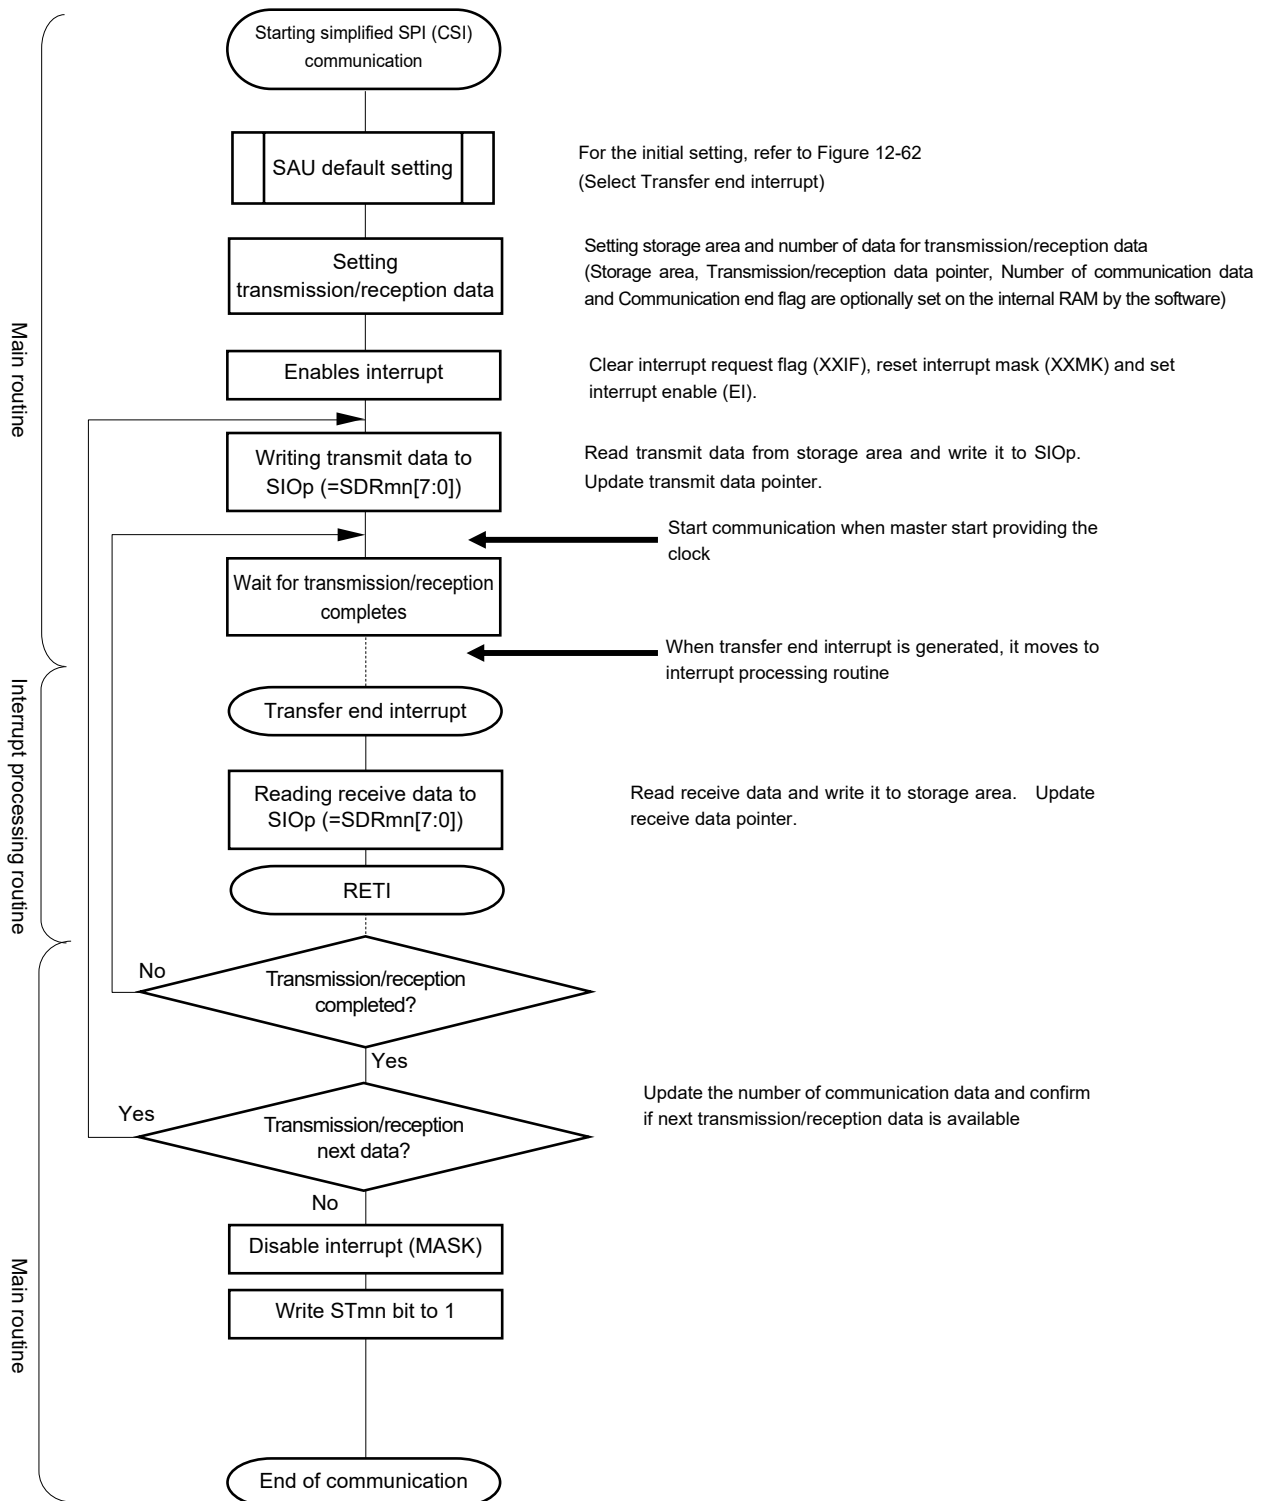 Starting simplified SPI (CSI)
communication
SAU default setting
For the initial setting, refer to Figure 12-62
(Select Transfer end interrupt)
Setting
transmission/reception data
Setting storage area and number of data for transmission/reception data
(Storage area, Transmission/reception data pointer, Number of communication data
and Communication end flag are optionally set on the internal RAM by the software)
Main routine
Enables interrupt
Clear interrupt request flag (XXIF), reset interrupt mask (XXMK) and set
interrupt enable (EI).
Writing transmit data to
SIOp (=SDRmn[7:0])
Read transmit data from storage area and write it to SIOp.
Update transmit data pointer.
Start communication when master start providing the
clock
Wait for transmission/reception
completes
When transfer end interrupt is generated, it moves to
interrupt processing routine
Interrupt processing routine
Transfer end interrupt
Reading receive data to
SIOp (=SDRmn[7:0])
Read receive data and write it to storage area. Update
receive data pointer.
RETI
No
Transmission/reception
completed?
Yes
Yes
Transmission/reception
next data?
Update the number of communication data and confirm
if next transmission/reception data is available
No
Main routine
Disable interrupt (MASK)
Write STmn bit to 1
End of communication